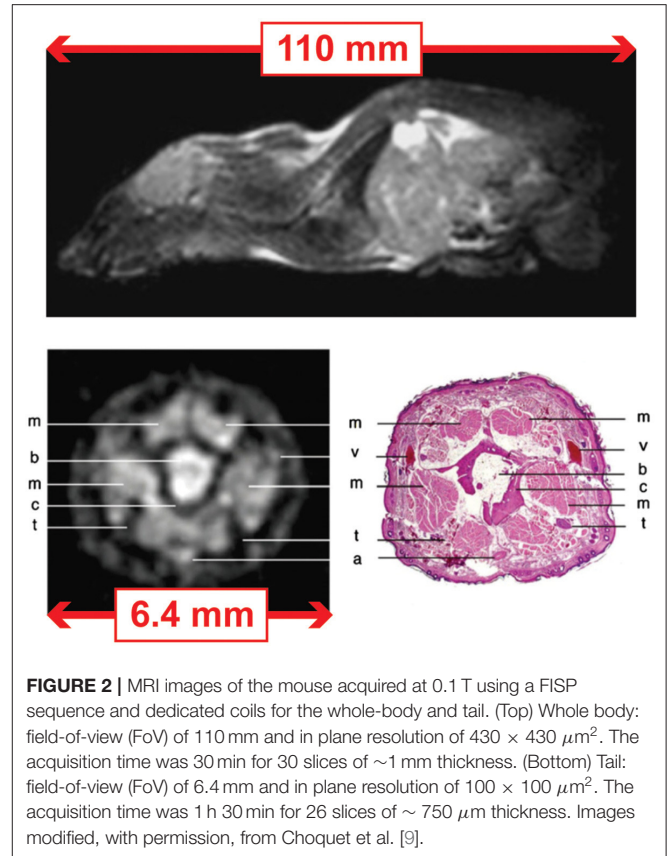 110 mm
m
b
m
c
t
m
v
m
t
a
m
v
b
c
m
t
6.4 mm
FIGURE 2 | MRI images of the mouse acquired at 0.1 T using a FISP
sequence and dedicated coils for the whole-body and tail. (Top) Whole body:
field-of-view (FoV) of 110 mm and in plane resolution of 430 × 430 μm². The
acquisition time was 30 min for 30 slices of ~1 mm thickness. (Bottom) Tail:
field-of-view (FoV) of 6.4 mm and in plane resolution of 100 × 100 μm². The
acquisition time was 1 h 30 min for 26 slices of ~ 750 μm thickness. Images
modified, with permission, from Choquet et al. [9].